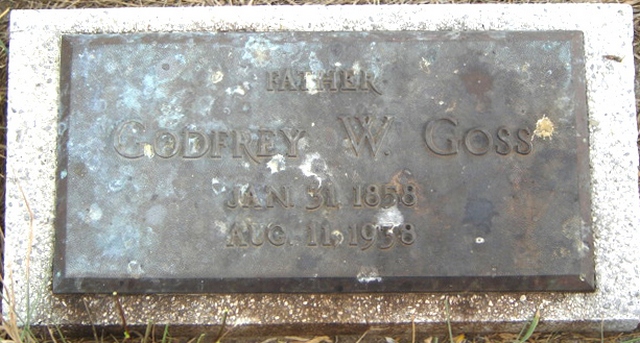 FATHER
GODFREY W. GOSS
JAN. 31, 1858
AUG. 11, 1938